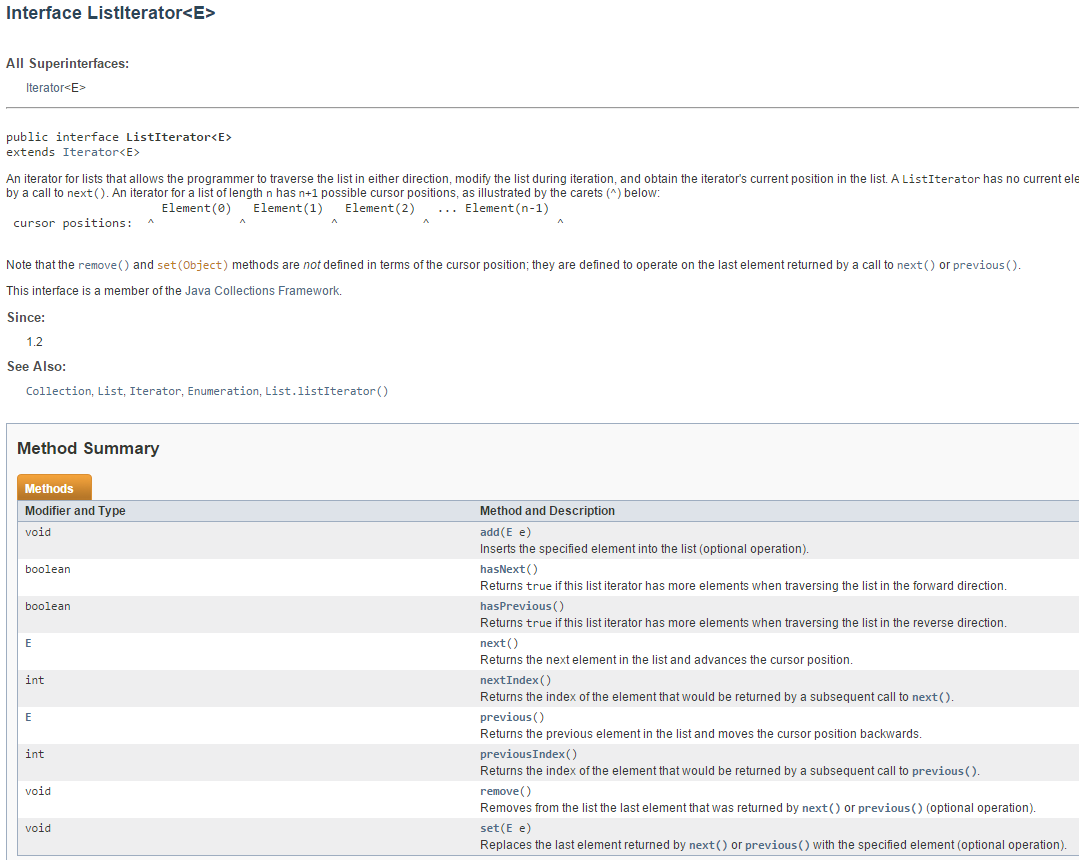 Interface ListIterator<E>
All Superinterfaces:
Iterator<E>
public interface ListIterator<E>
extends Iterator<E>
An iterator for lists that allows the programmer to traverse the list in either direction, modify the list during iteration, and obtain the iterator's current position in the list. A ListIterator has no current ele
by a call to next(). An iterator for a list of length n has n+1 possible cursor positions, as illustrated by the carets (^) below:
Element(0) Element(1) Element(2) ... Element(n-1)
cursor positions: ^ ^ ^ ^ ^
Note that the remove() and set(Object) methods are not defined in terms of the cursor position; they are defined to operate on the last element returned by a call to next() or previous().
This interface is a member of the Java Collections Framework.
Since:
1.2
See Also:
Collection, List, Iterator, Enumeration, List.listIterator()
Method Summary
Methods
Modifier and Type Method and Description
void add(E e)
Inserts the specified element into the list (optional operation).
boolean hasNext()
Returns true if this list iterator has more elements when traversing the list in the forward direction.
boolean hasPrevious()
Returns true if this list iterator has more elements when traversing the list in the reverse direction.
E next()
Returns the next element in the list and advances the cursor position.
int nextIndex()
Returns the index of the element that would be returned by a subsequent call to next().
E previous()
Returns the previous element in the list and moves the cursor position backwards.
int previousIndex()
Returns the index of the element that would be returned by a subsequent call to previous().
void remove()
Removes from the list the last element that was returned by next() or previous() (optional operation).
void set(E e)
Replaces the last element returned by next() or previous() with the specified element (optional operation).